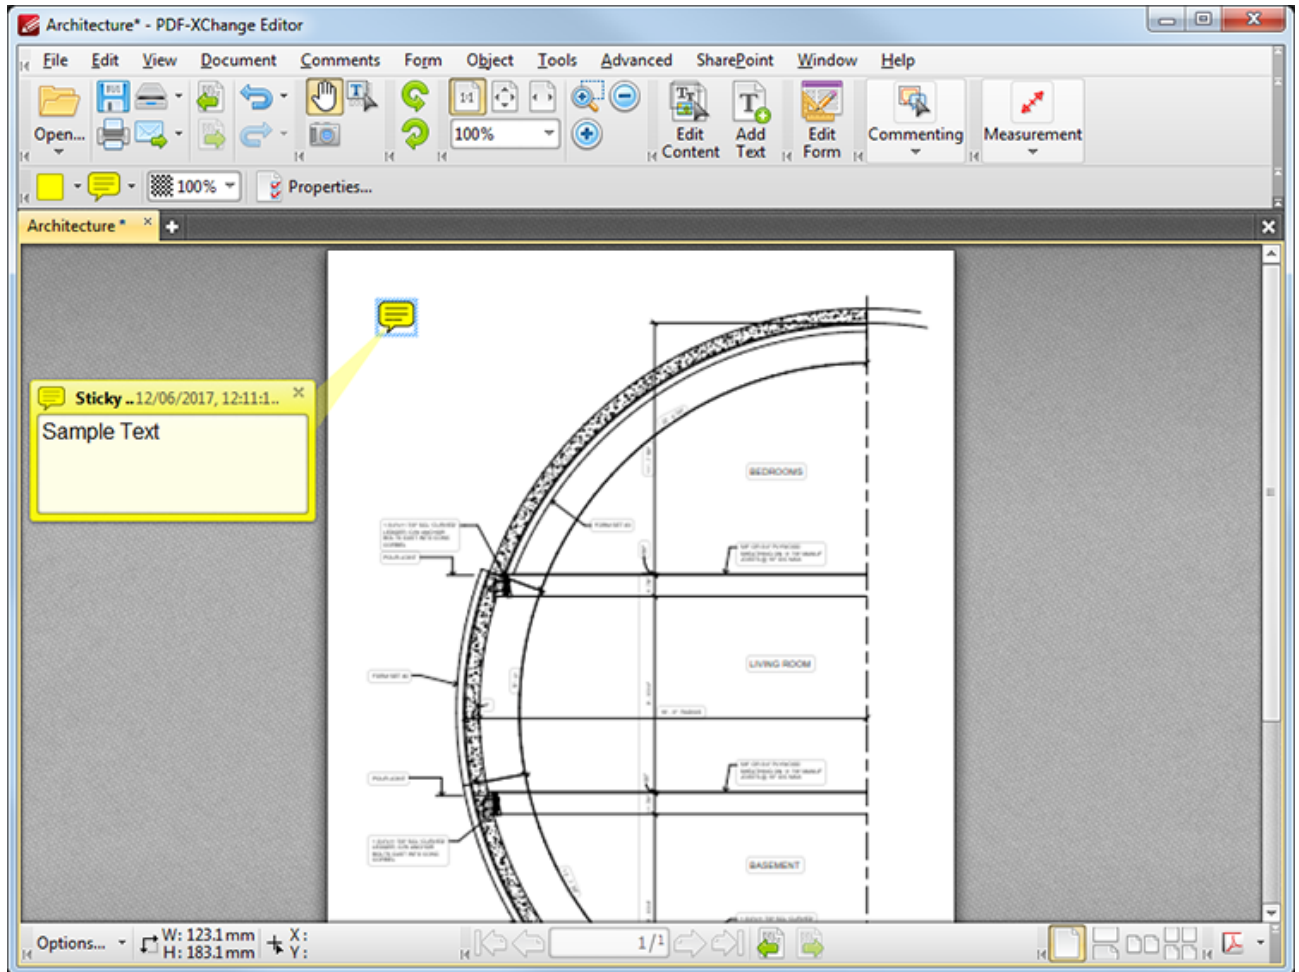 Architecture* - PDF-XChange Editor
File Edit View Document Comments Form Object Tools Advanced SharePoint Window Help
Open...
1:1
100%
Edit Content
Add Text
Edit Form
Commenting
Measurement
100%
Properties...
Architecture *
Sticky .. 12/06/2017, 12:11:1..
Sample Text
BEDROOMS
LIVING ROOM
BASEMENT
Options...
W: 123.1 mm
H: 183.1 mm
X:
Y:
1/1